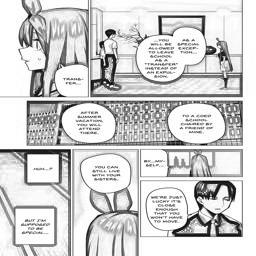 AS A
SPECIAL
EXCEP-
TION...
...YOU
WILL BE
ALLOWED
TO LEAVE
SCHOOL
AS A
"TRANSFER"
INSTEAD OF
AN EXPUL-
SION.
TRANS-
FER...
TO A COED
SCHOOL
CHAIRED BY
A FRIEND OF
MINE.
AFTER
SUMMER
VACATION,
YOU WILL
ATTEND
THERE.
BY...MY-
SELF...
YOU CAN
STILL LIVE
WITH YOUR
SISTERS.
HUH...?
WE'RE JUST
LUCKY IT'S
CLOSE
ENOUGH
THAT YOU
WON'T HAVE
TO MOVE.
BUT I'M
SUPPOSED
TO BE
SPECIAL...